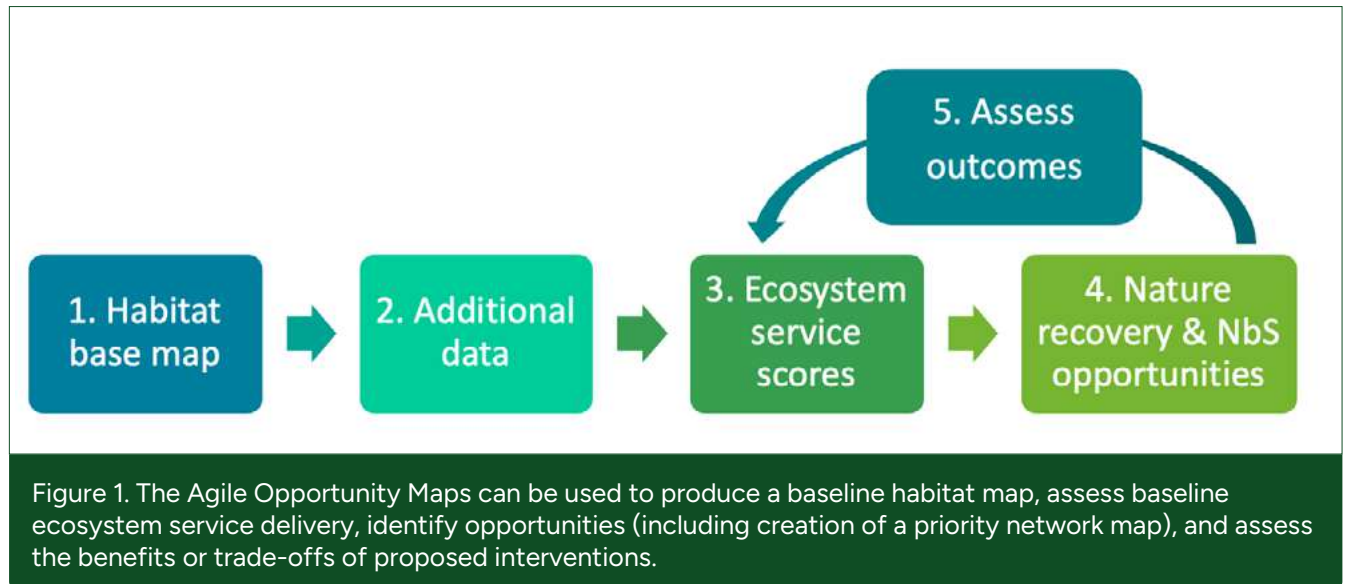 5. Assess
outcomes
1. Habitat
base map
2. Additional
data
3. Ecosystem
service
scores
4. Nature
recovery & NbS
opportunities
Figure 1. The Agile Opportunity Maps can be used to produce a baseline habitat map, assess baseline
ecosystem service delivery, identify opportunities (including creation of a priority network map), and assess
the benefits or trade-offs of proposed interventions.